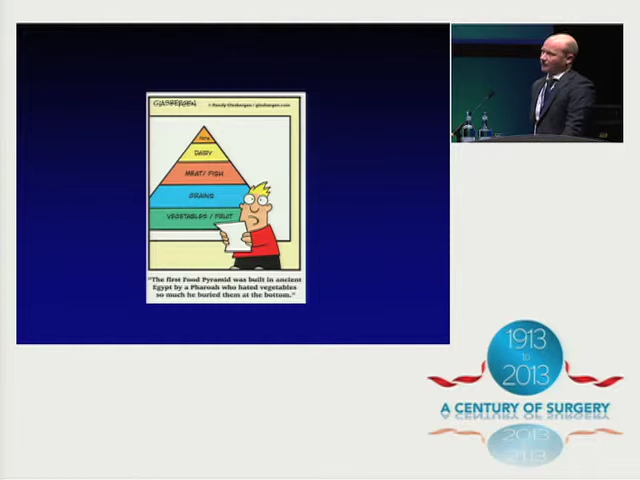 GLASBERGEN
© Randy Glasbergen / glasbergen.com
DAIRY
MEAT/ FISH
GRAINS
VEGETABLES / FRUIT
"The first Food Pyramid was built in ancient
Egypt by a Pharoah who hated vegetables
so much he buried them at the bottom."
1913
to
2013
A CENTURY OF SURGERY